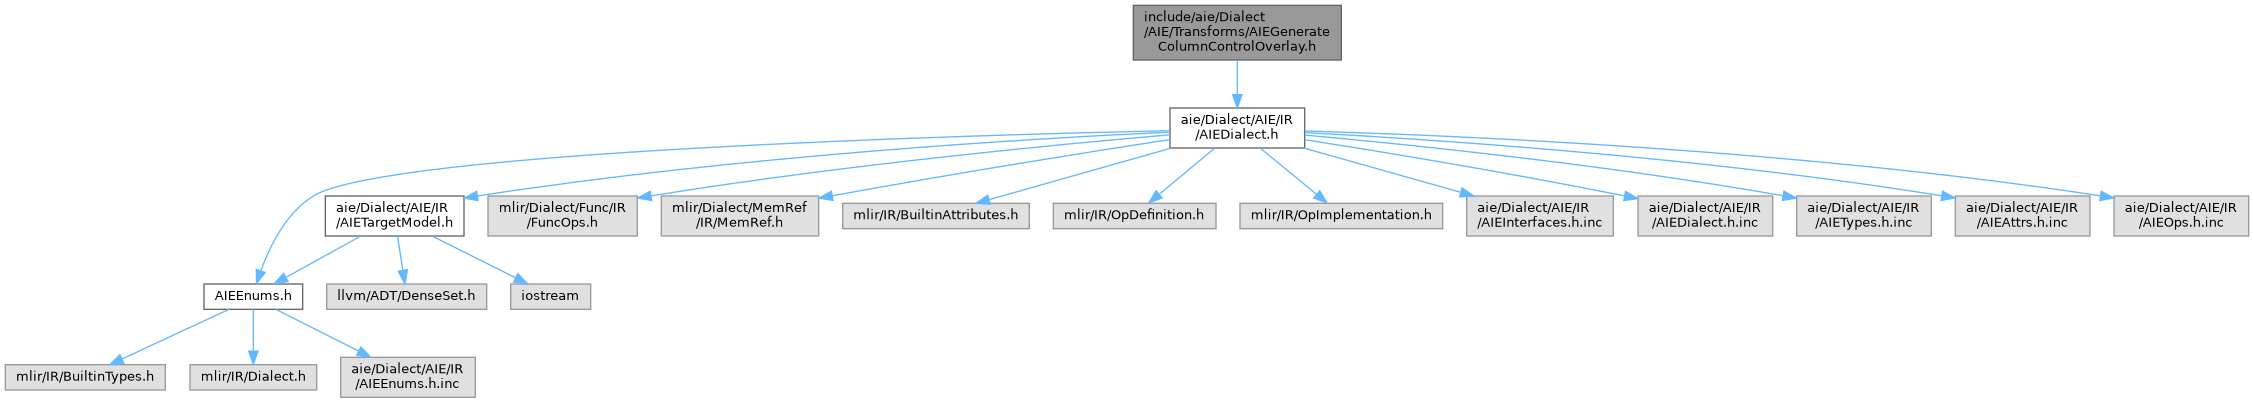 include/aie/Dialect
/AIE/Transforms/AIEGenerate
ColumnControlOverlay.h
aie/Dialect/AIE/IR
/AIEDialect.h
aie/Dialect/AIE/IR
/AIETargetModel.h
mlir/Dialect/Func/IR
/FuncOps.h
mlir/Dialect/MemRef
/IR/MemRef.h
mlir/IR/BuiltinAttributes.h
mlir/IR/OpDefinition.h
mlir/IR/OpImplementation.h
aie/Dialect/AIE/IR
/AIEInterfaces.h.inc
aie/Dialect/AIE/IR
/AIEDialect.h.inc
aie/Dialect/AIE/IR
/AIETypes.h.inc
aie/Dialect/AIE/IR
/AIEAttrs.h.inc
aie/Dialect/AIE/IR
/AIEOps.h.inc
AIEEnums.h
llvm/ADT/DenseSet.h
iostream
mlir/IR/BuiltinTypes.h
mlir/IR/Dialect.h
aie/Dialect/AIE/IR
/AIEEnums.h.inc